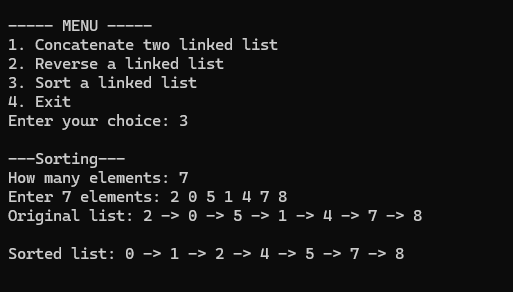 ----- MENU -----
1. Concatenate two linked list
2. Reverse a linked list
3. Sort a linked list
4. Exit
Enter your choice: 3
---Sorting---
How many elements: 7
Enter 7 elements: 2 0 5 1 4 7 8
Original list: 2 -> 0 -> 5 -> 1 -> 4 -> 7 -> 8
Sorted list: 0 -> 1 -> 2 -> 4 -> 5 -> 7 -> 8